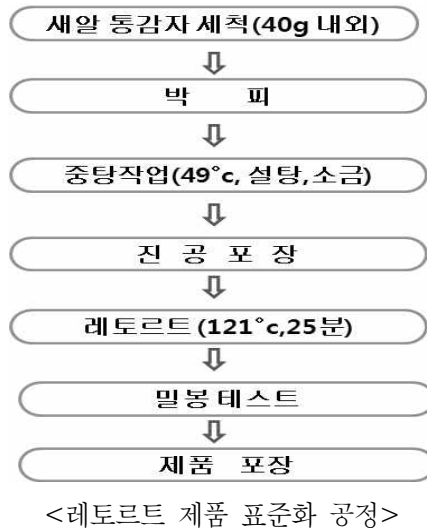 새알 통감자 세척(40g 내외)
박 피
중탕작업(49°c, 설탕,소금)
진 공 포 장
레토르트 (121°c,25분)
밀봉 테스트
제품 포장
<레토르트 제품 표준화 공정>